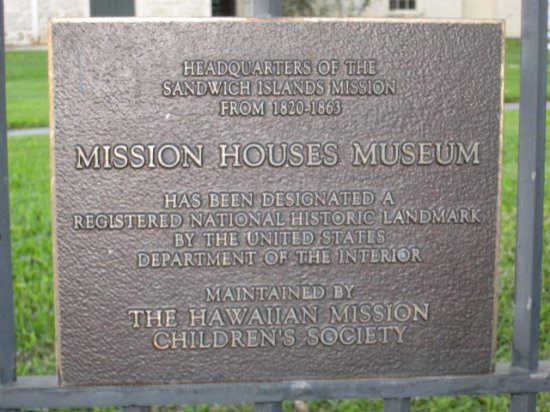 HEADQUARTERS OF THE
SANDWICH ISLANDS MISSION
FROM 1820-1863
MISSION HOUSES MUSEUM
HAS BEEN DESIGNATED A
REGISTERED NATIONAL HISTORIC LANDMARK
BY THE UNITED STATES
DEPARTMENT OF THE INTERIOR
MAINTAINED BY
THE HAWAIIAN MISSION
CHILDREN'S SOCIETY